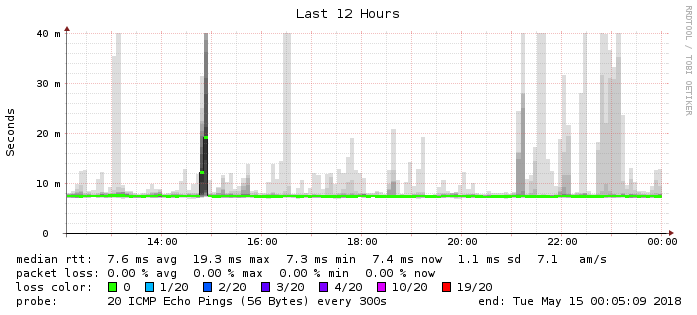 Last 12 Hours
RRDTOOL / TOBI OETIKER
Seconds
40 m
30 m
20 m
10 m
0
14:00 16:00 18:00 20:00 22:00 00:00
median rtt: 7.6 ms avg 19.3 ms max 7.3 ms min 7.4 ms now 1.1 ms sd 7.1 am/s
packet loss: 0.00 % avg 0.00 % max 0.00 % min 0.00 % now
loss color: 0 1/20 2/20 3/20 4/20 10/20 19/20
probe: 20 ICMP Echo Pings (56 Bytes) every 300s end: Tue May 15 00:05:09 2018